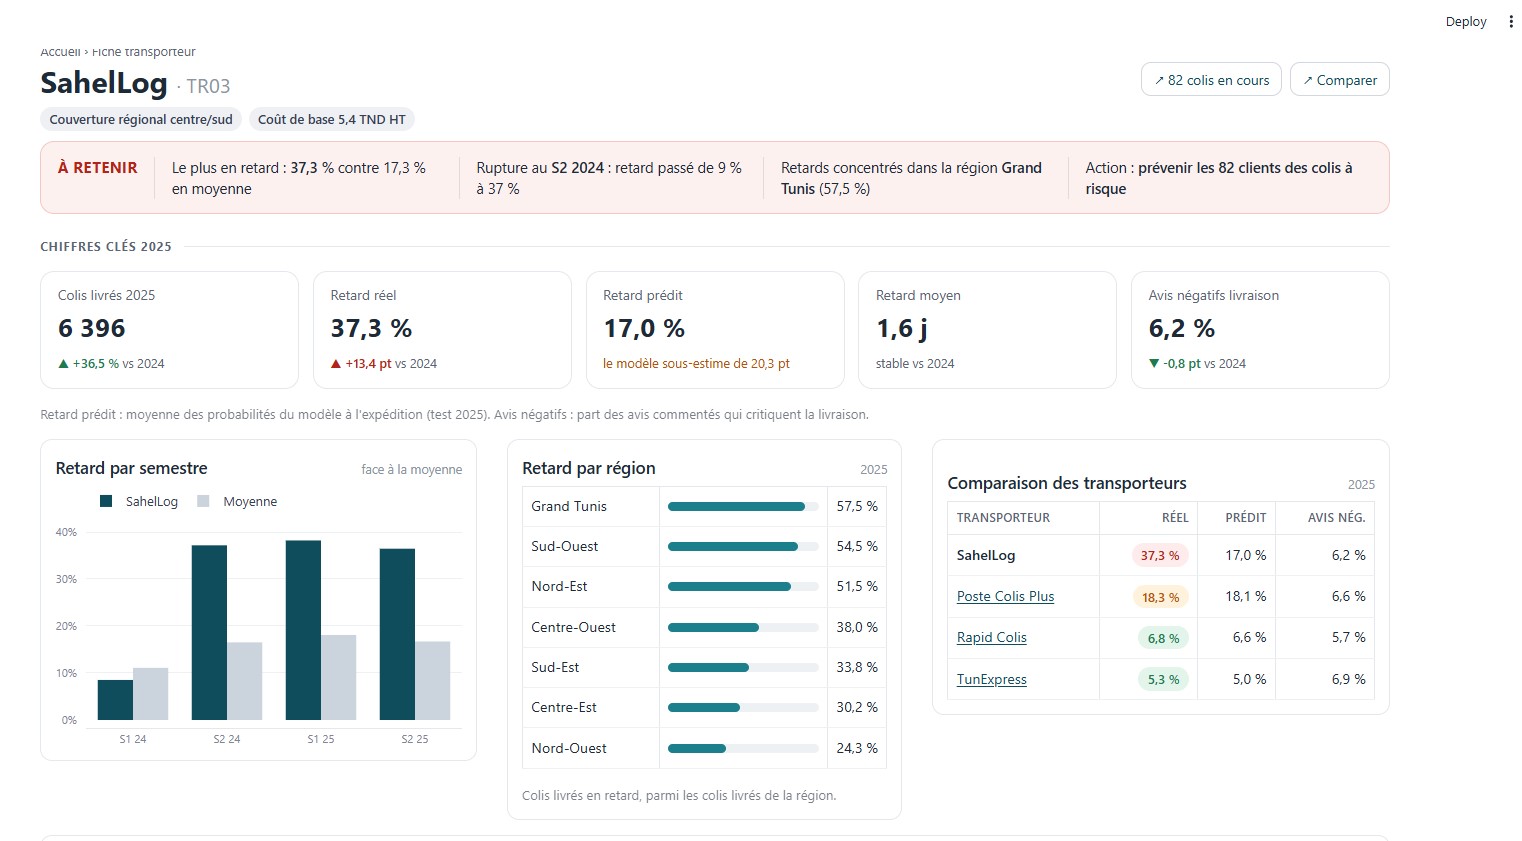 Deploy
Accueil › Fiche transporteur
SahelLog · TR03
↗ 82 colis en cours
↗ Comparer
Couverture régional centre/sud
Coût de base 5,4 TND HT
À RETENIR
Le plus en retard : 37,3 % contre 17,3 %
en moyenne
Rupture au S2 2024 : retard passé de 9 %
à 37 %
Retards concentrés dans la région Grand
Tunis (57,5 %)
Action : prévenir les 82 clients des colis à
risque
CHIFFRES CLÉS 2025
Colis livrés 2025
6 396
▲ +36,5 % vs 2024
Retard réel
37,3 %
▲ +13,4 pt vs 2024
Retard prédit
17,0 %
le modèle sous-estime de 20,3 pt
Retard moyen
1,6 j
stable vs 2024
Avis négatifs livraison
6,2 %
▼ -0,8 pt vs 2024
Retard prédit : moyenne des probabilités du modèle à l'expédition (test 2025). Avis négatifs : part des avis commentés qui critiquent la livraison.
Retard par semestre
face à la moyenne
SahelLog
Moyenne
40%
30%
20%
10%
0%
S1 24
S2 24
S1 25
S2 25
Retard par région
2025
Grand Tunis 57,5 %
Sud-Ouest 54,5 %
Nord-Est 51,5 %
Centre-Ouest 38,0 %
Sud-Est 33,8 %
Centre-Est 30,2 %
Nord-Ouest 24,3 %
Colis livrés en retard, parmi les colis livrés de la région.
Comparaison des transporteurs
2025
TRANSPORTEUR RÉEL PRÉDIT AVIS NÉG.
SahelLog 37,3 % 17,0 % 6,2 %
Poste Colis Plus 18,3 % 18,1 % 6,6 %
Rapid Colis 6,8 % 6,6 % 5,7 %
TunExpress 5,3 % 5,0 % 6,9 %